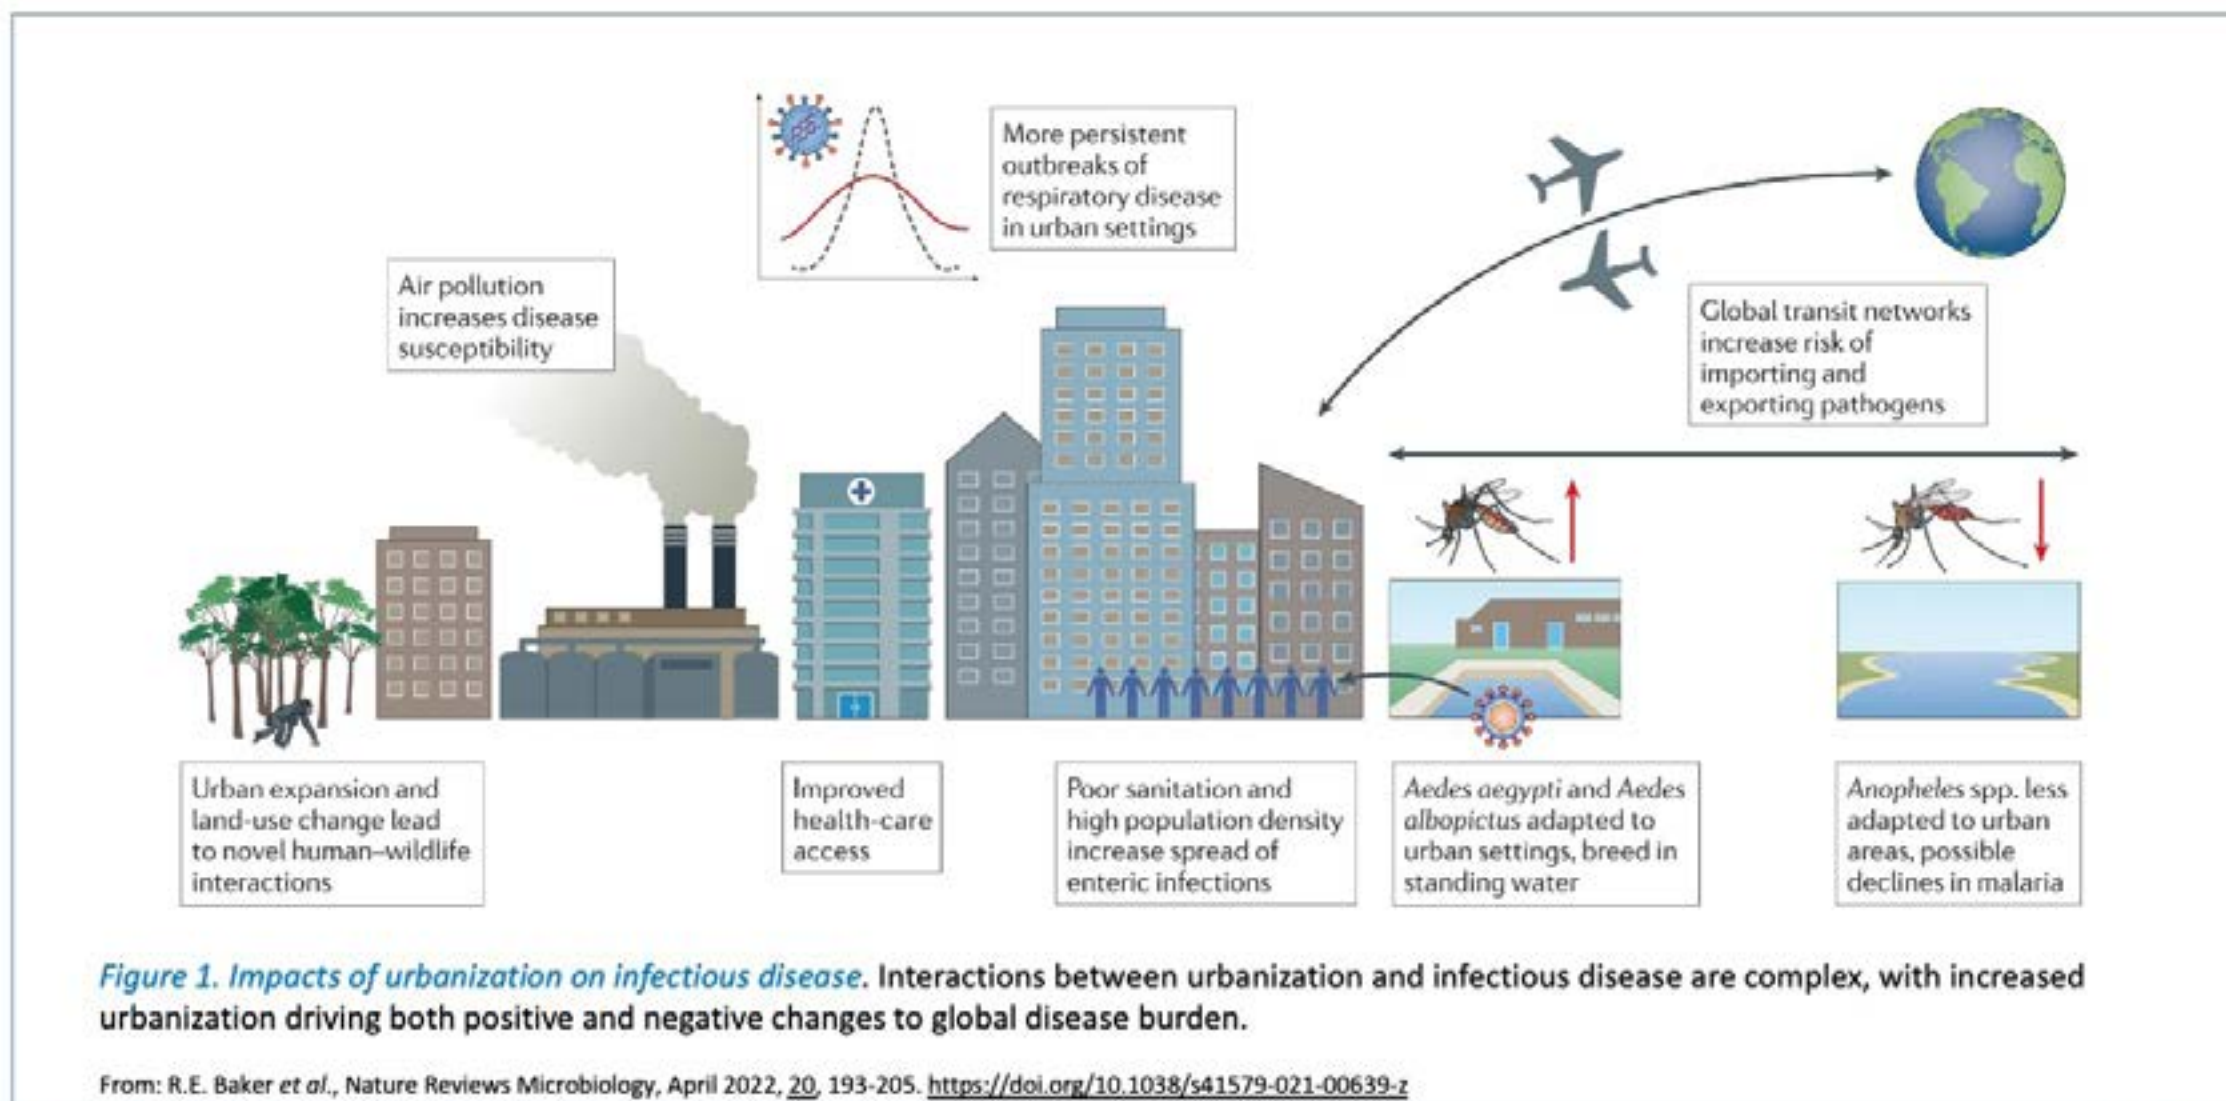 More persistent
outbreaks of
respiratory disease
in urban settings
Air pollution
increases disease
susceptibility
Global transit networks
increase risk of
importing and
exporting pathogens
Urban expansion and
land-use change lead
to novel human–wildlife
interactions
Improved
health-care
access
Poor sanitation and
high population density
increase spread of
enteric infections
Aedes aegypti and Aedes
albopictus adapted to
urban settings, breed in
standing water
Anopheles spp. less
adapted to urban
areas, possible
declines in malaria
Figure 1. Impacts of urbanization on infectious disease. Interactions between urbanization and infectious disease are complex, with increased
urbanization driving both positive and negative changes to global disease burden.
From: R.E. Baker et al., Nature Reviews Microbiology, April 2022, 20, 193-205. https://doi.org/10.1038/s41579-021-00639-z